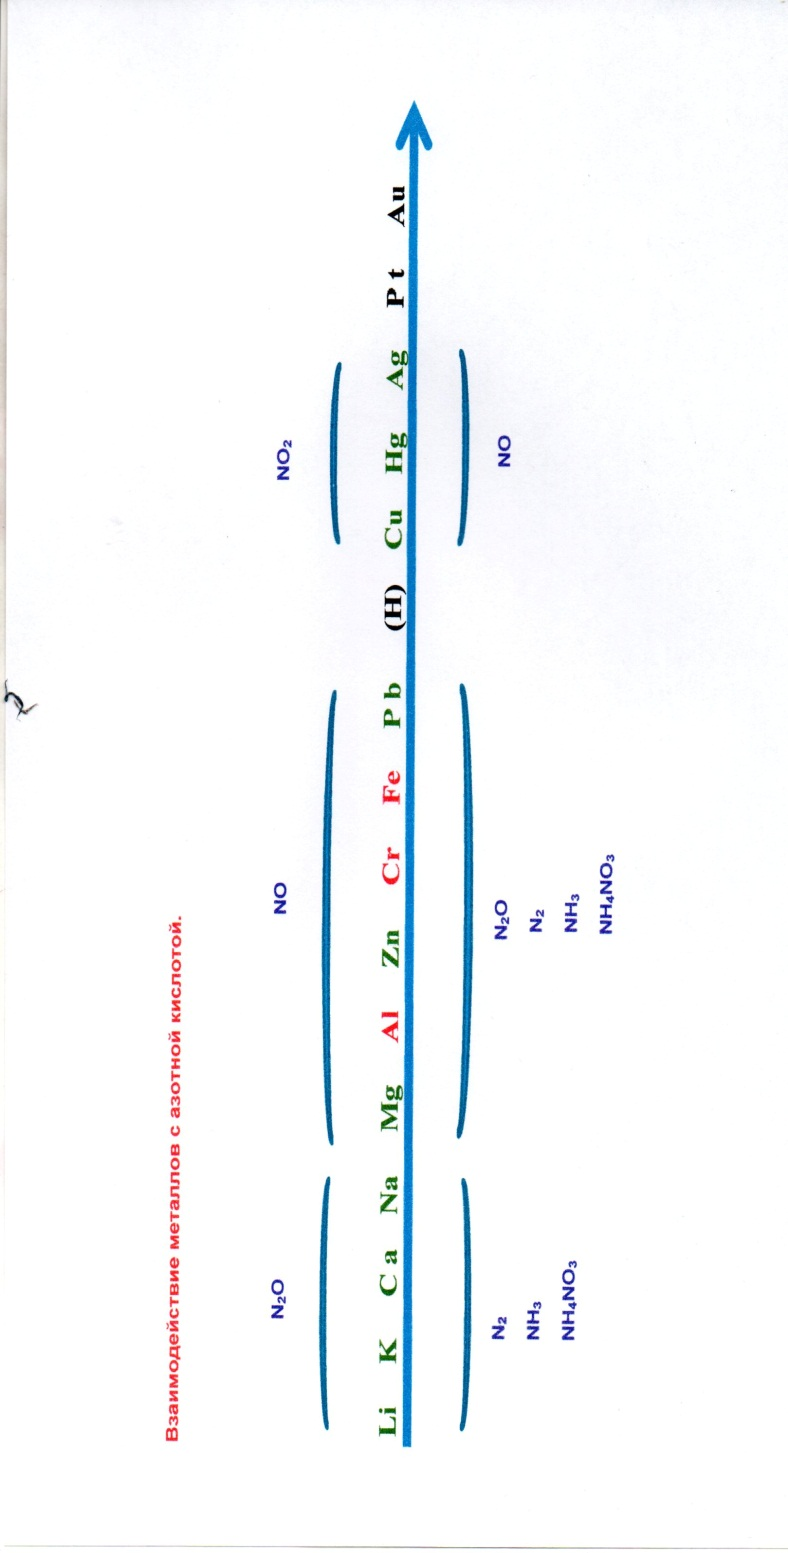 Взаимодействие металлов с азотной кислотой.
N₂O NO NO₂
Li K Ca Na Mg Al Zn Cr Fe Pb (H) Cu Hg Ag Pt Au
N₂ N₂O NO
NH₃ N₂
NH₄NO₃ NH₃
NH₄NO₃